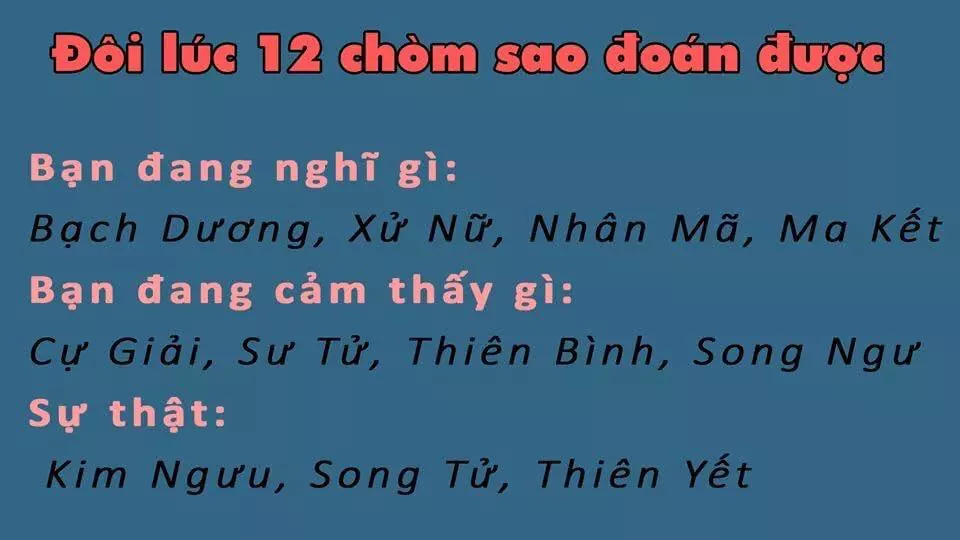 Đôi lúc 12 chòm sao đoán được
Bạn đang nghĩ gì:
Bạch Dương, Xử Nữ, Nhân Mã, Ma Kết
Bạn đang cảm thấy gì:
Cự Giải, Sư Tử, Thiên Bình, Song Ngư
Sự thật:
Kim Ngưu, Song Tử, Thiên Yết